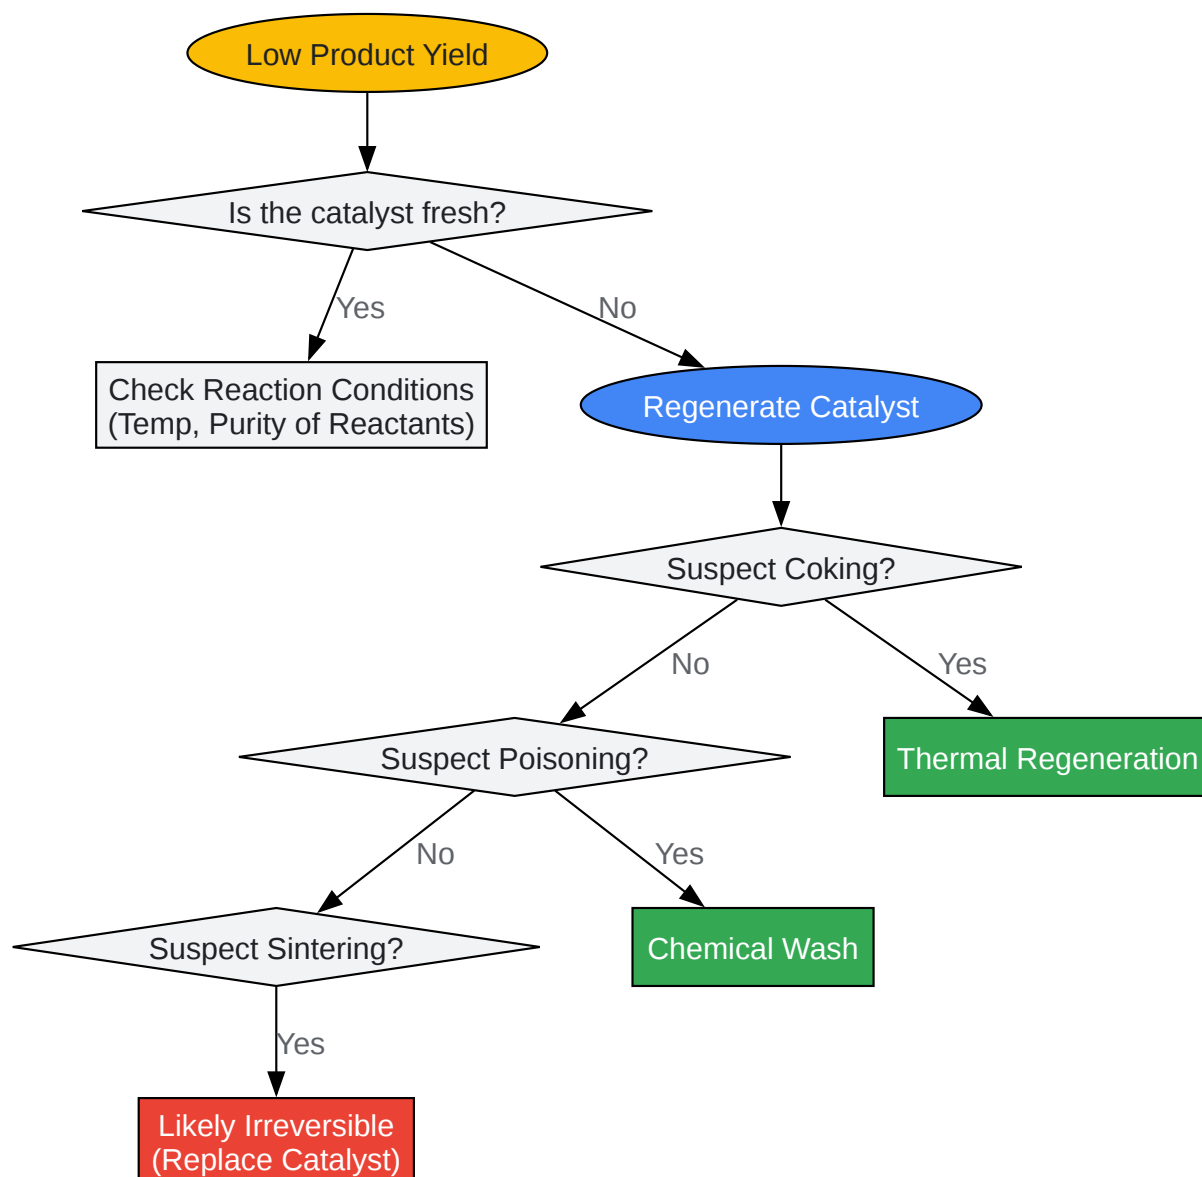 Low Product Yield
Is the catalyst fresh?
Yes
No
Check Reaction Conditions
(Temp, Purity of Reactants)
Regenerate Catalyst
Suspect Coking?
No
Yes
Suspect Poisoning?
Thermal Regeneration
No
Yes
Suspect Sintering?
Chemical Wash
Yes
Likely Irreversible
(Replace Catalyst)